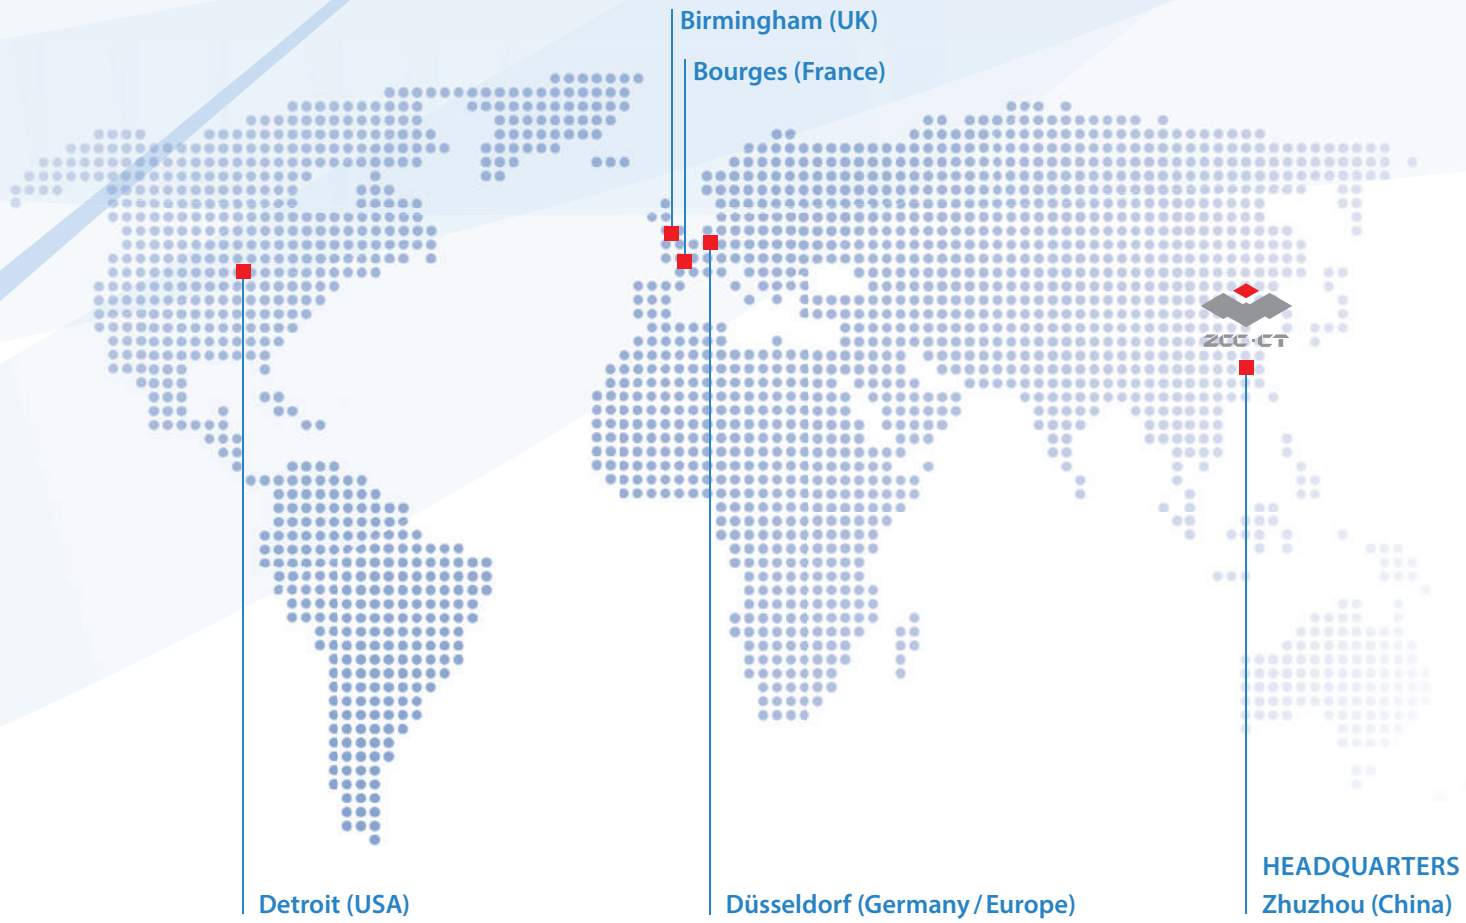 Birmingham (UK)
Bourges (France)
ZCC·CT
HEADQUARTERS
Detroit (USA)
Düsseldorf (Germany / Europe)
Zhuzhou (China)